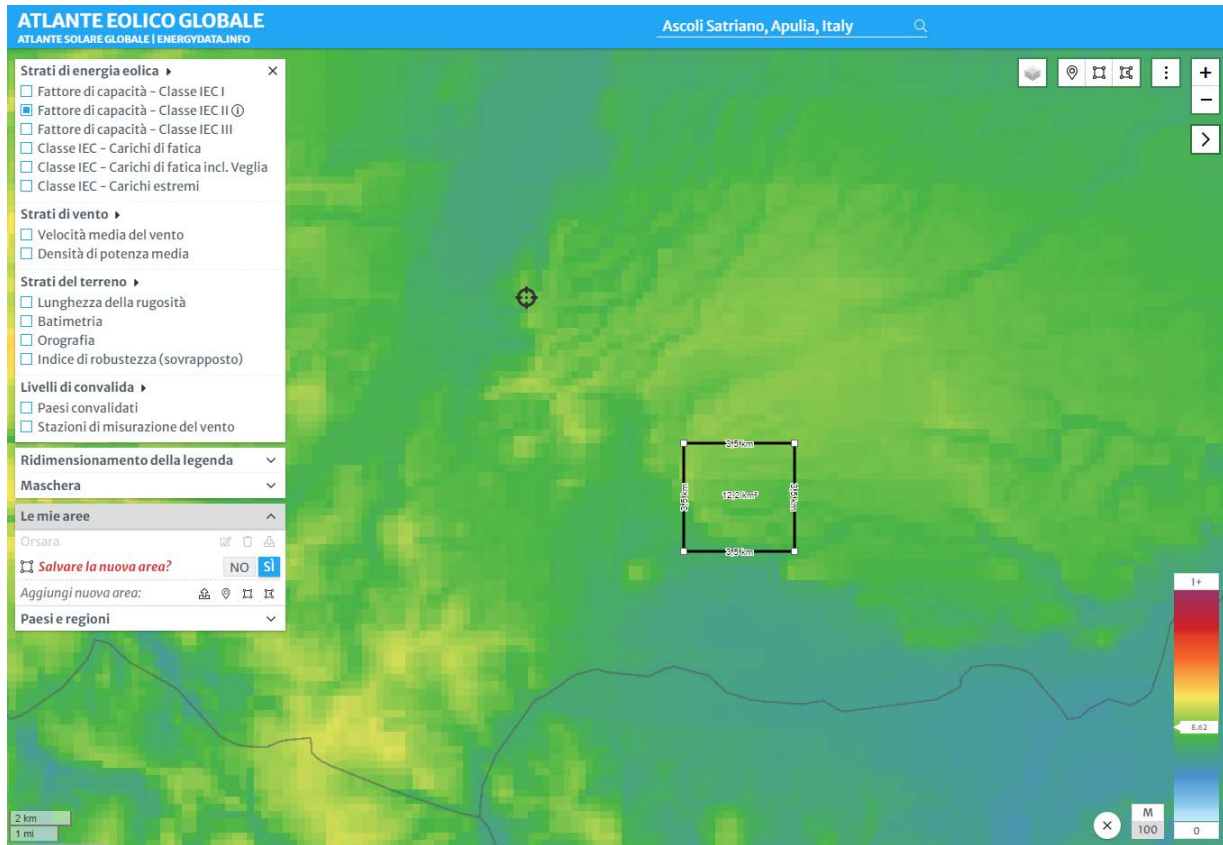 ATLANTE EOLICO GLOBALE
ATLANTE SOLARE GLOBALE | ENERGYDATA.INFO
Ascoli Satriano, Apulia, Italy
Strati di energia eolica
Fattore di capacità – Classe IEC I
Fattore di capacità – Classe IEC II
Fattore di capacità – Classe IEC III
Classe IEC – Carichi di fatica
Classe IEC – Carichi di fatica incl. Veglia
Classe IEC – Carichi estremi
Strati di vento
Velocità media del vento
Densità di potenza media
Strati del terreno
Lunghezza della rugosità
Batimetria
Orografia
Indice di robustezza (sovrapposto)
Livelli di convalida
Paesi convalidati
Stazioni di misurazione del vento
Ridimensionamento della legenda
Maschera
Le mie aree
Orsara
Salvare la nuova area? NO SÌ
Aggiungi nuova area:
Paesi e regioni
3,5 km
3,5 km
12,2 km²
3,5 km
3,5 km
1+
8.62
0
M
100
2 km
1 mi